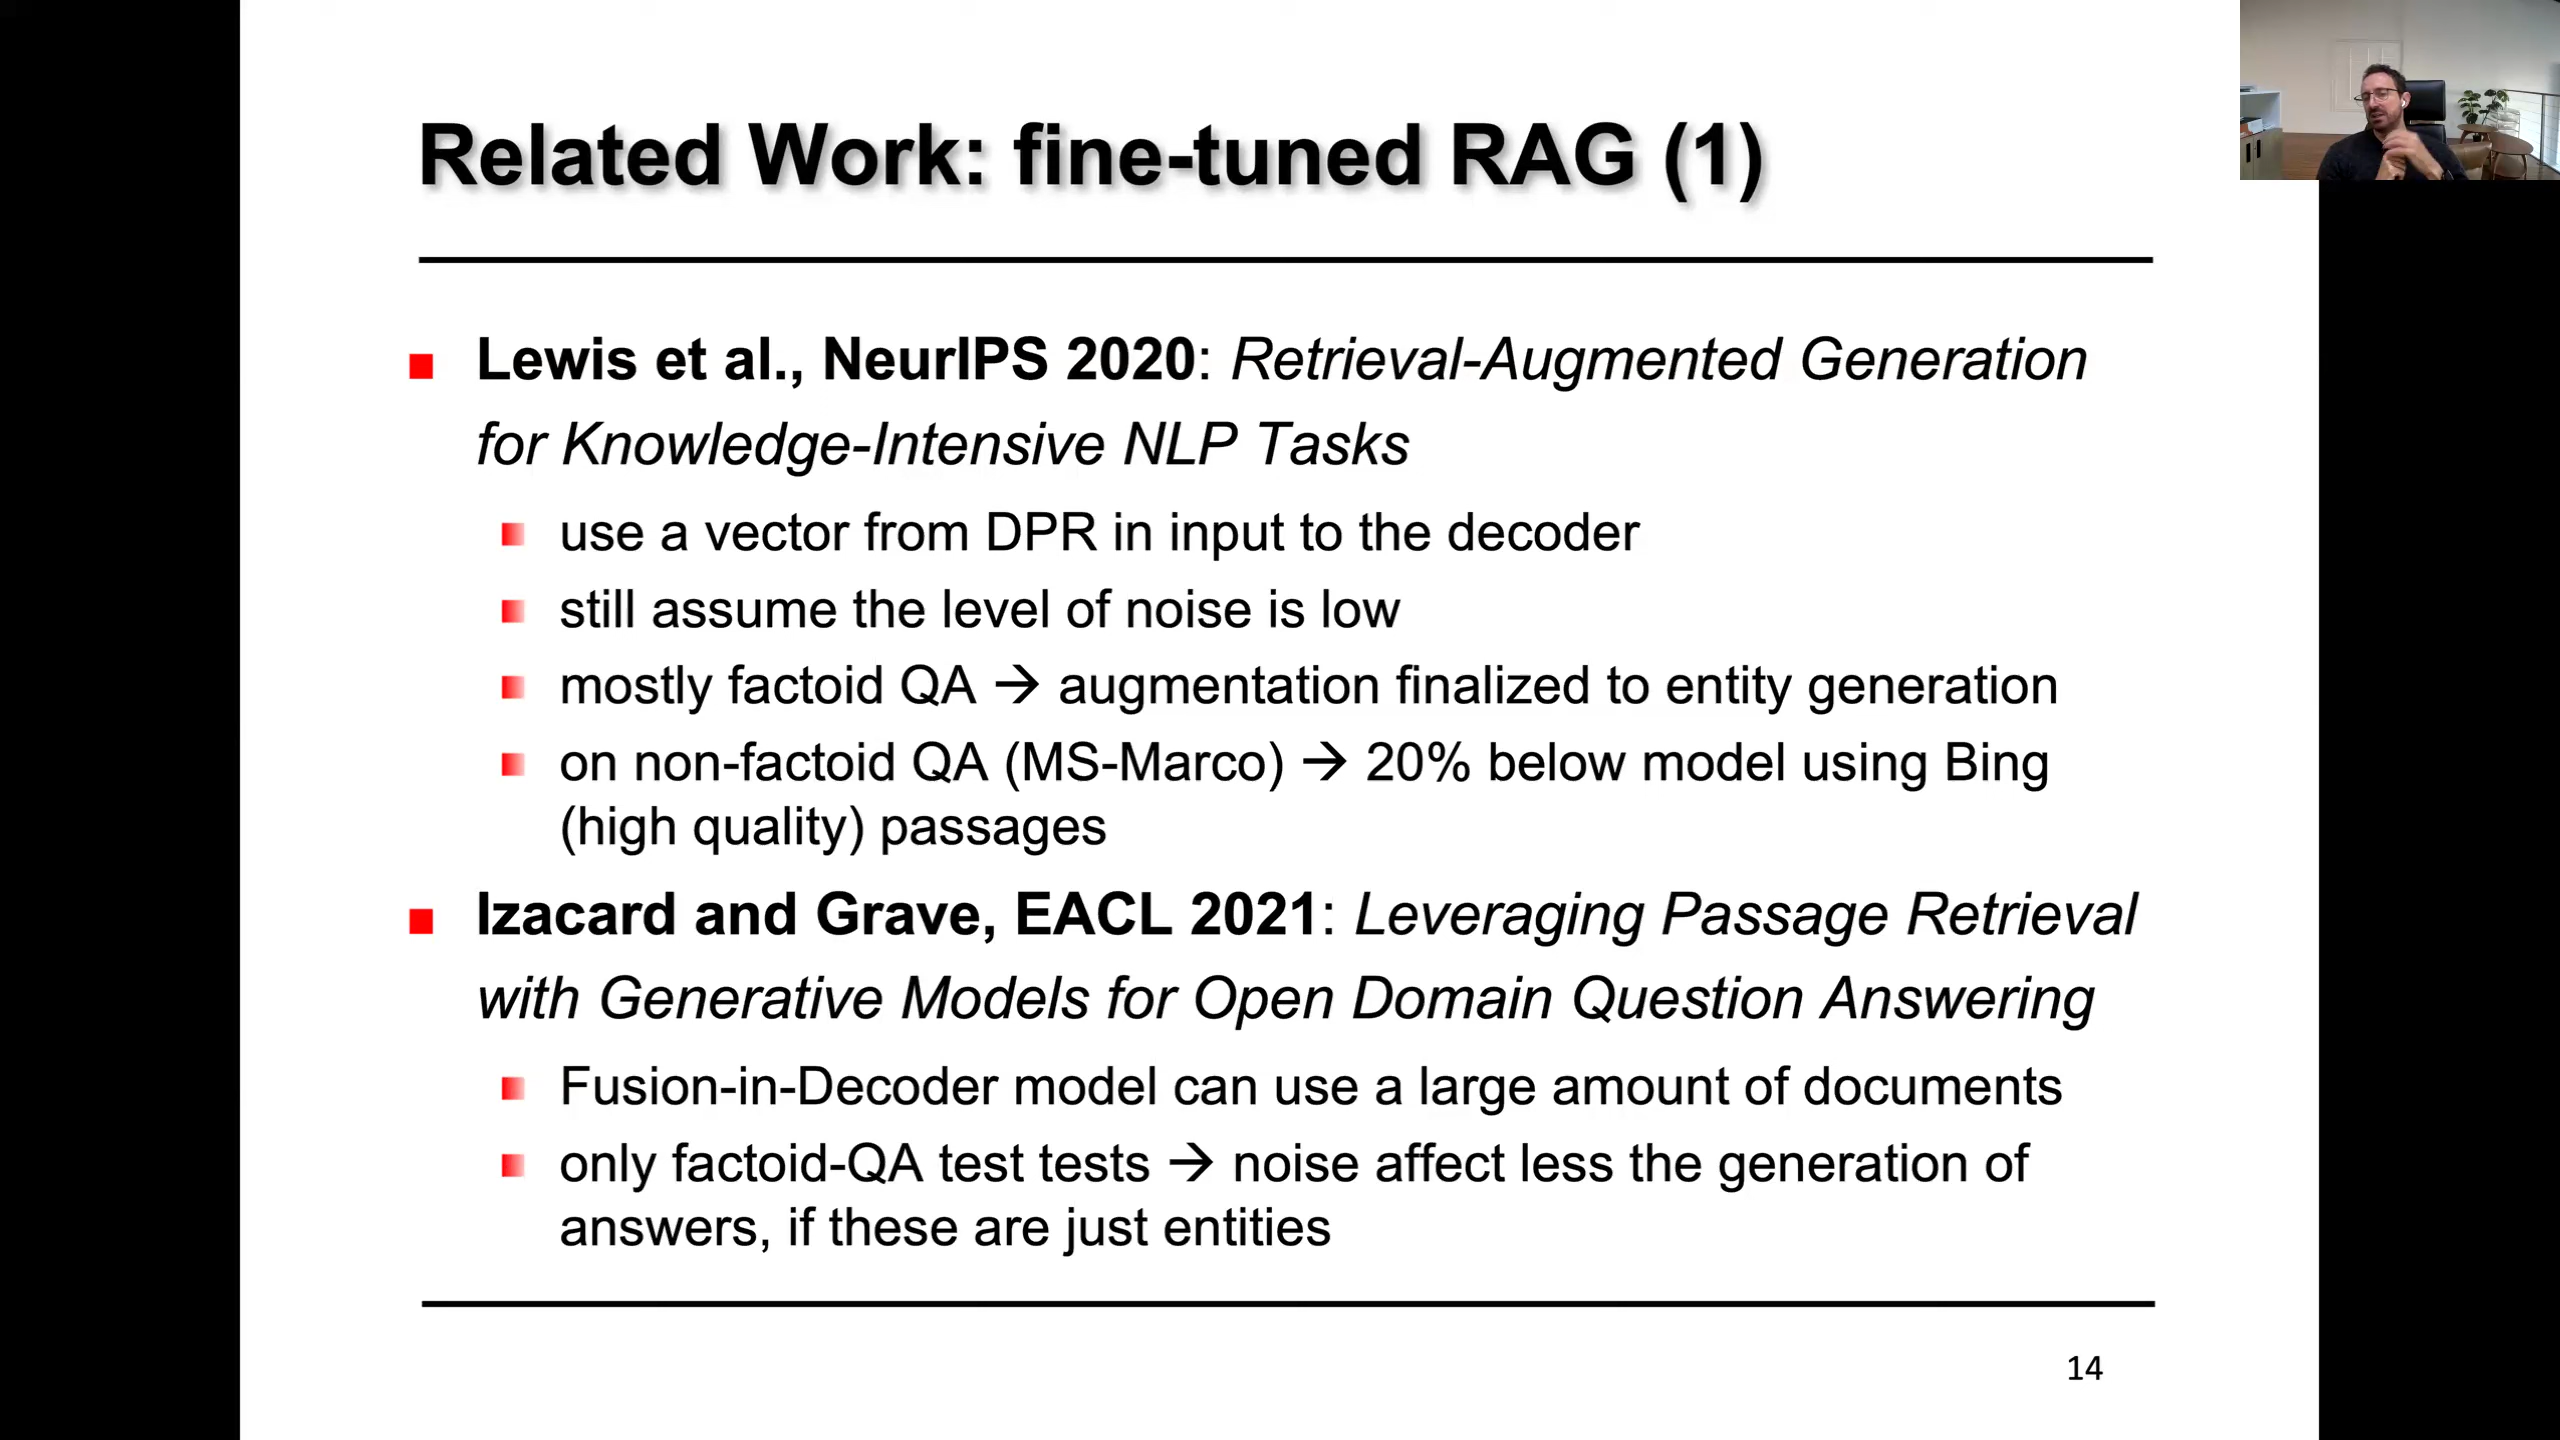 Related Work: fine-tuned RAG (1)
Lewis et al., NeurIPS 2020: Retrieval-Augmented Generation
for Knowledge-Intensive NLP Tasks
use a vector from DPR in input to the decoder
still assume the level of noise is low
mostly factoid QA → augmentation finalized to entity generation
on non-factoid QA (MS-Marco) → 20% below model using Bing
(high quality) passages
Izacard and Grave, EACL 2021: Leveraging Passage Retrieval
with Generative Models for Open Domain Question Answering
Fusion-in-Decoder model can use a large amount of documents
only factoid-QA test tests → noise affect less the generation of
answers, if these are just entities
14